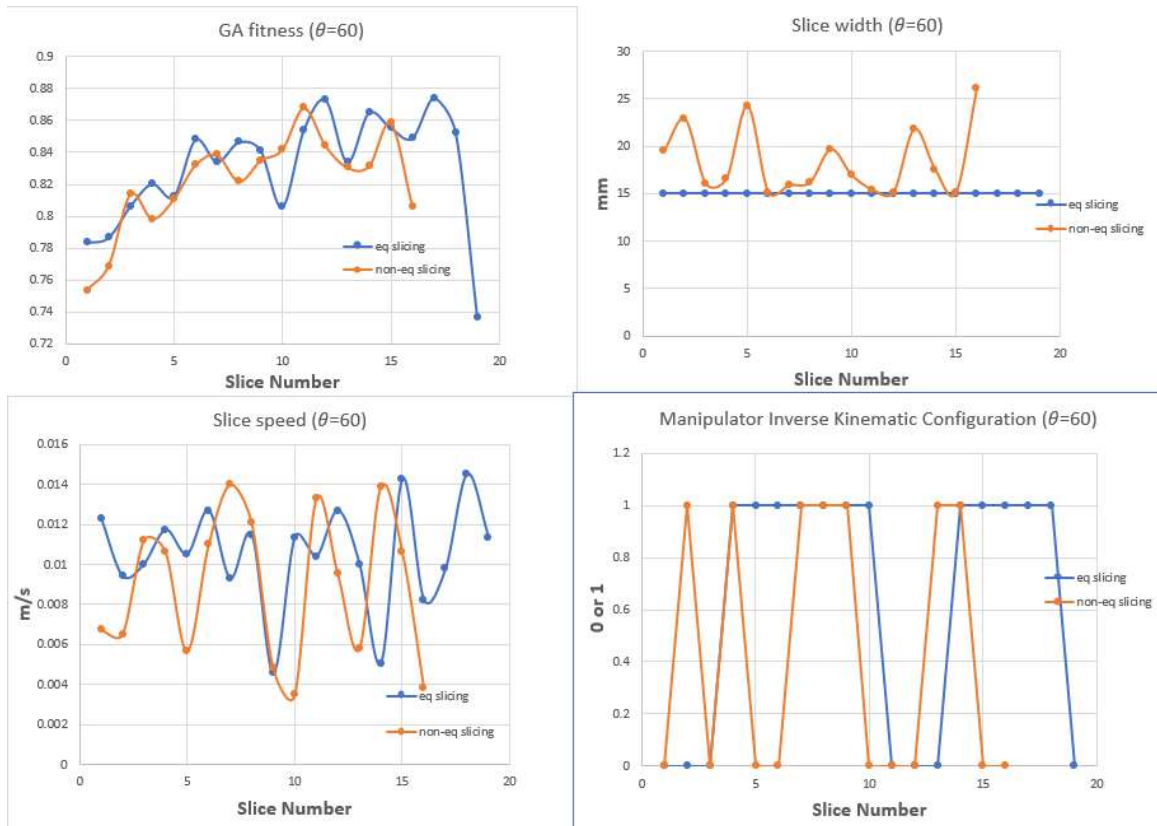 GA fitness (θ=60)
0.9
0.88
0.86
0.84
0.82
0.8
0.78
0.76
0.74
0.72
0 5 10 15 20
Slice Number
eq slicing
non-eq slicing
Slice width (θ=60)
30
25
20
15
10
5
0
mm
0 5 10 15 20
Slice Number
eq slicing
non-eq slicing
Slice speed (θ=60)
0.016
0.014
0.012
0.01
0.008
0.006
0.004
0.002
0
m/s
0 5 10 15 20
Slice Number
eq slicing
non-eq slicing
Manipulator Inverse Kinematic Configuration (θ=60)
1.2
1
0.8
0.6
0.4
0.2
0
0 or 1
0 5 10 15 20
Slice Number
eq slicing
non-eq slicing